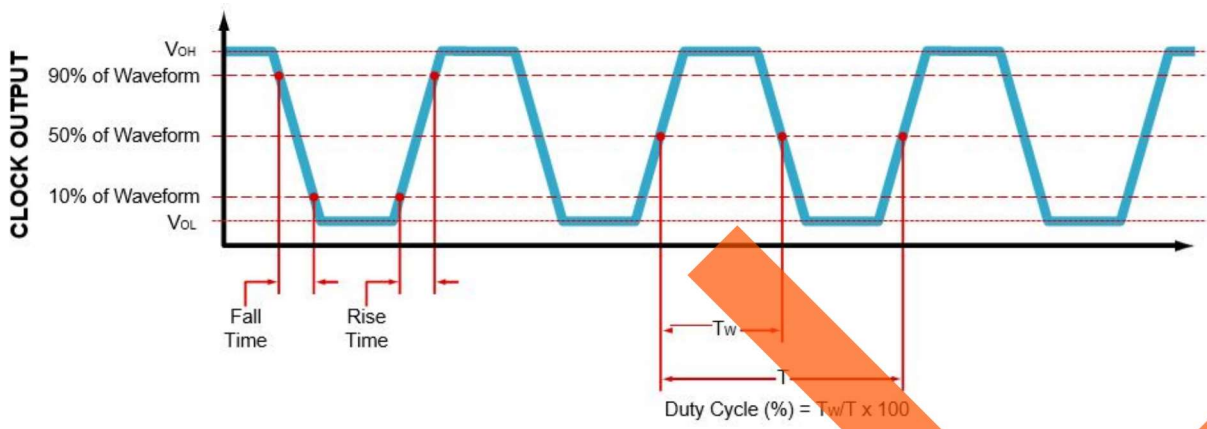 CLOCK OUTPUT
VOH
90% of Waveform
50% of Waveform
10% of Waveform
VOL
Fall
Time
Rise
Time
TW
T
Duty Cycle (%) = TW/T x 100